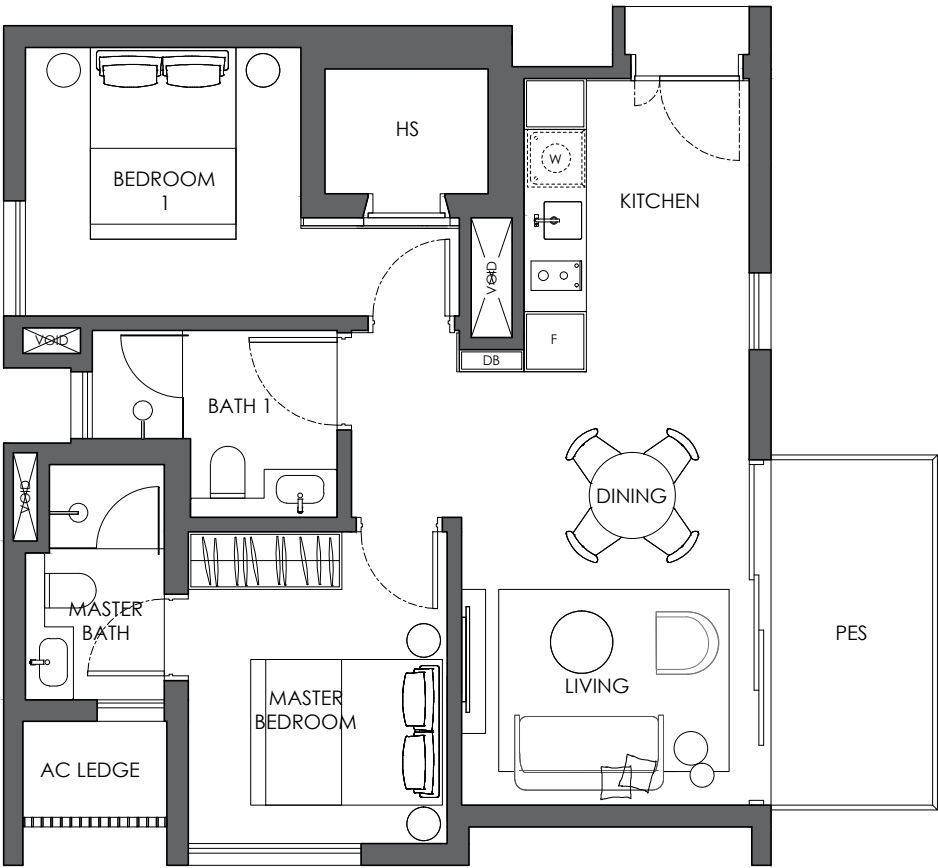 HS
BEDROOM
1
W
KITCHEN
VOID
VOID
F
DB
BATH 1
VOID
DINING
MASTER
BATH
PES
LIVING
MASTER
BEDROOM
AC LEDGE